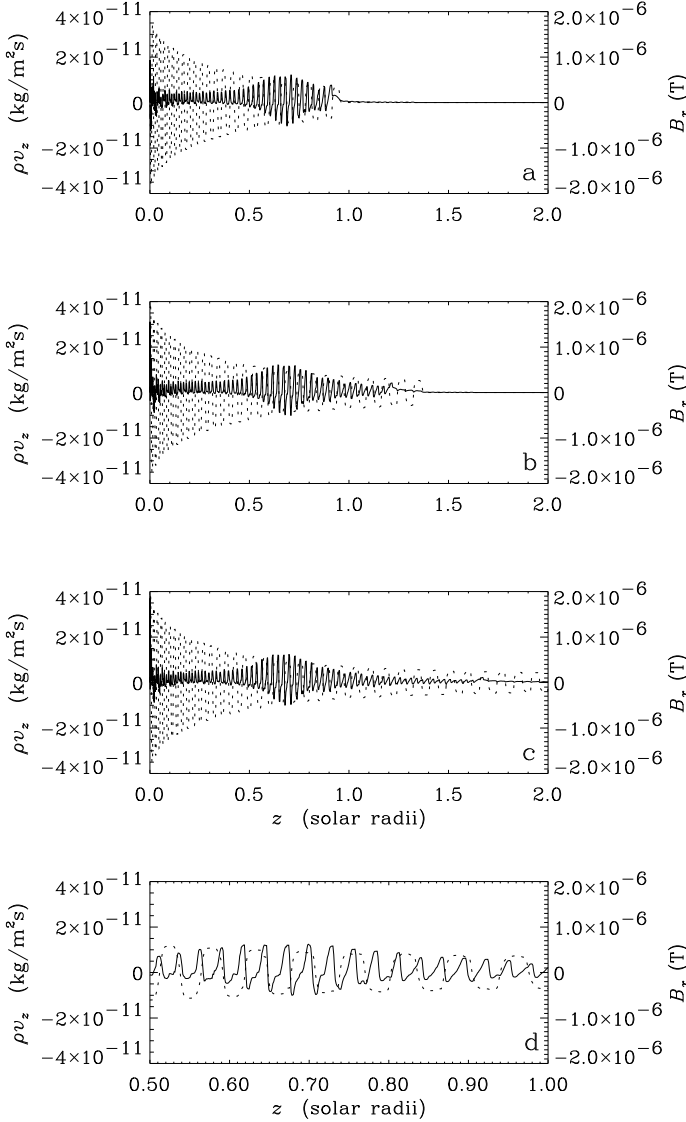 4×10⁻¹¹ 2.0×10⁻⁶
2×10⁻¹¹ 1.0×10⁻⁶
ρv_z (kg/m²s) 0 0 B_r (T)
−2×10⁻¹¹ −1.0×10⁻⁶
−4×10⁻¹¹ a −2.0×10⁻⁶
0.0 0.5 1.0 1.5 2.0
4×10⁻¹¹ 2.0×10⁻⁶
2×10⁻¹¹ 1.0×10⁻⁶
ρv_z (kg/m²s) 0 0 B_r (T)
−2×10⁻¹¹ −1.0×10⁻⁶
−4×10⁻¹¹ b −2.0×10⁻⁶
0.0 0.5 1.0 1.5 2.0
4×10⁻¹¹ 2.0×10⁻⁶
2×10⁻¹¹ 1.0×10⁻⁶
ρv_z (kg/m²s) 0 0 B_r (T)
−2×10⁻¹¹ −1.0×10⁻⁶
−4×10⁻¹¹ c −2.0×10⁻⁶
0.0 0.5 1.0 1.5 2.0
z (solar radii)
4×10⁻¹¹ 2.0×10⁻⁶
2×10⁻¹¹ 1.0×10⁻⁶
ρv_z (kg/m²s) 0 0 B_r (T)
−2×10⁻¹¹ −1.0×10⁻⁶
−4×10⁻¹¹ d −2.0×10⁻⁶
0.50 0.60 0.70 0.80 0.90 1.00
z (solar radii)